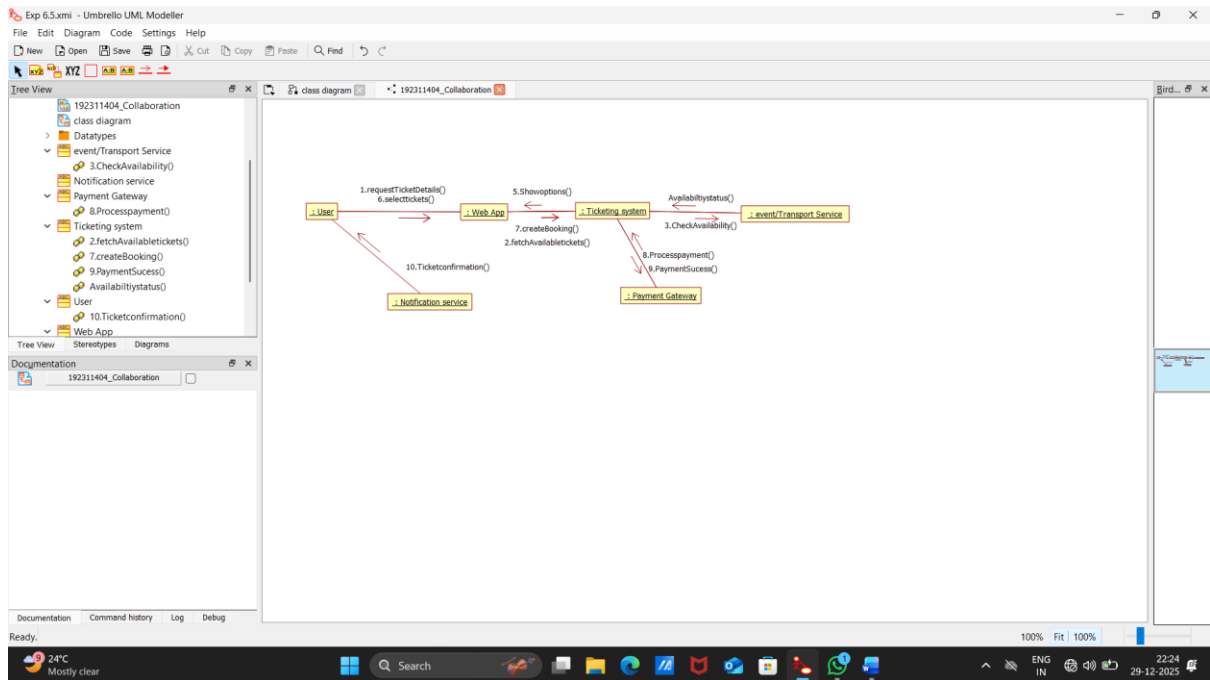 Exp 6.5.xmi - Umbrello UML Modeller
File Edit Diagram Code Settings Help
New Open Save Cut Copy Paste Find
XYZ XYZ A:B A:B
Tree View
class diagram
192311404_Collaboration
Bird...
192311404_Collaboration
class diagram
Datatypes
event/Transport Service
3.CheckAvailability()
Notification service
Payment Gateway
8.Processpayment()
Ticketing system
2.fetchAvailabletickets()
7.createBooking()
9.PaymentSucess()
Availabiltiystatus()
User
10.Ticketconfirmation()
Web App
Tree View Stereotypes Diagrams
Documentation
192311404_Collaboration
1.requestTicketDetails()
6.selecttickets()
5.Showoptions()
Availabiltiystatus()
: User
: Web App
: Ticketing system
: event/Transport Service
7.createBooking()
3.CheckAvailability()
2.fetchAvailabletickets()
8.Processpayment()
10.Ticketconfirmation()
9.PaymentSucess()
: Notification service
: Payment Gateway
Documentation Command history Log Debug
Ready.
100% Fit 100%
9
24°C
Mostly clear
Search
1
ENG
IN
22:24
29-12-2025